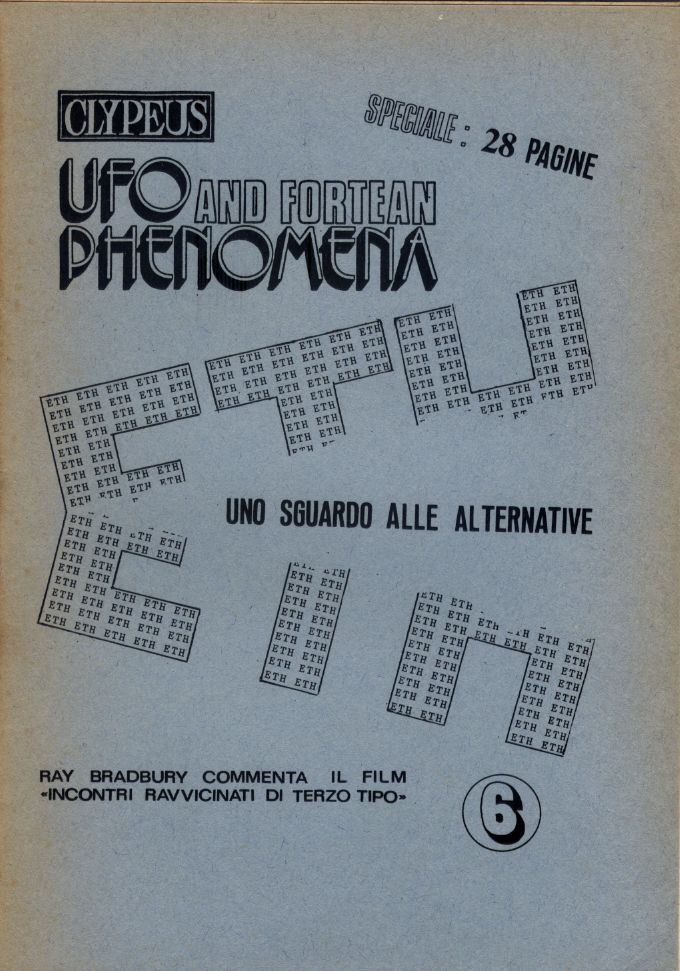 CLYPEUS
SPECIALE: 28 PAGINE
UFO AND FORTEAN
PHENOMENA
ETH
UNO SGUARDO ALLE ALTERNATIVE
RAY BRADBURY COMMENTA IL FILM
«INCONTRI RAVVICINATI DI TERZO TIPO»
6